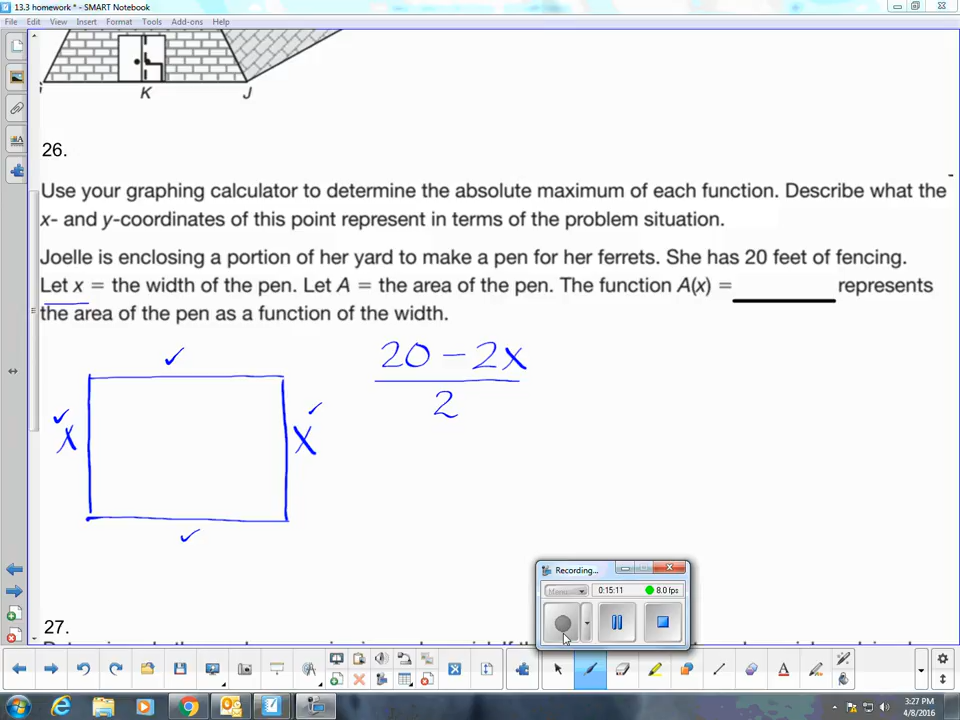 13.3 homework * - SMART Notebook
File Edit View Insert Format Tools Add-ons Help
K
J
26.
Use your graphing calculator to determine the absolute maximum of each function. Describe what the
x- and y-coordinates of this point represent in terms of the problem situation.
Joelle is enclosing a portion of her yard to make a pen for her ferrets. She has 20 feet of fencing.
Let x = the width of the pen. Let A = the area of the pen. The function A(x) = represents
the area of the pen as a function of the width.
20 - 2x
2
✓
✓
x
✓
x
✓
Recording...
Menu
0:15:11
8.0 fps
27.
A
3:27 PM
4/8/2016